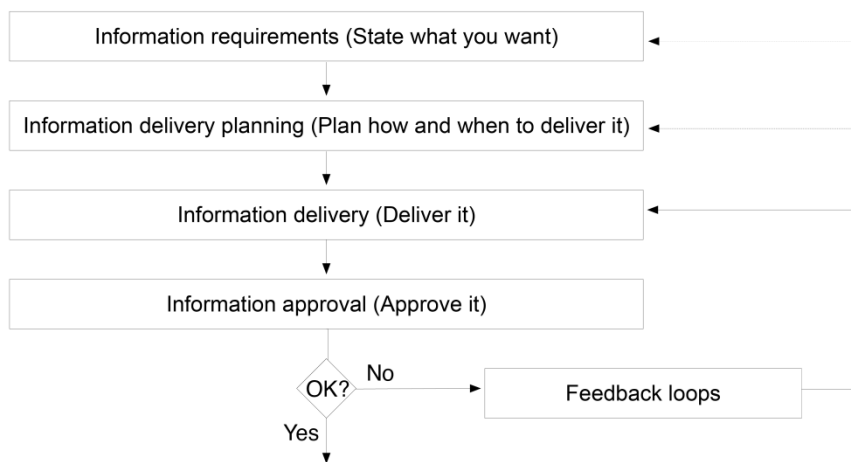 Information requirements (State what you want)
Information delivery planning (Plan how and when to deliver it)
Information delivery (Deliver it)
Information approval (Approve it)
OK?
No
Feedback loops
Yes